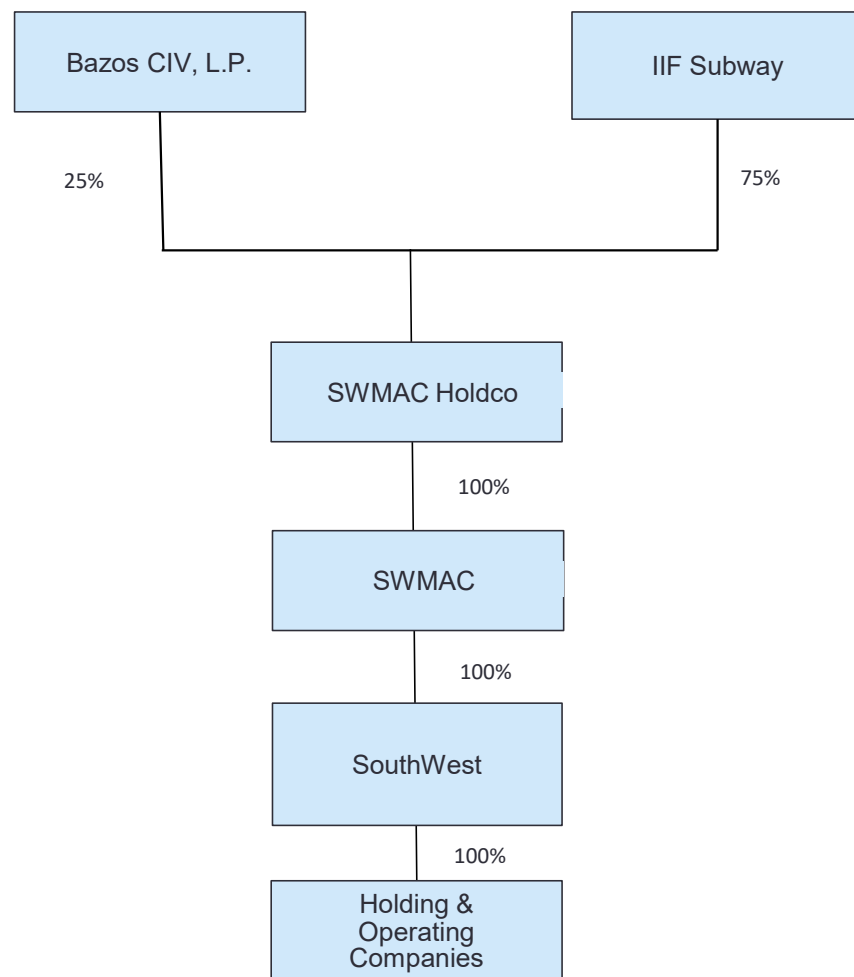 Bazos CIV, L.P.
IIF Subway
25%
75%
SWMAC Holdco
100%
SWMAC
100%
SouthWest
100%
Holding &
Operating
Companies